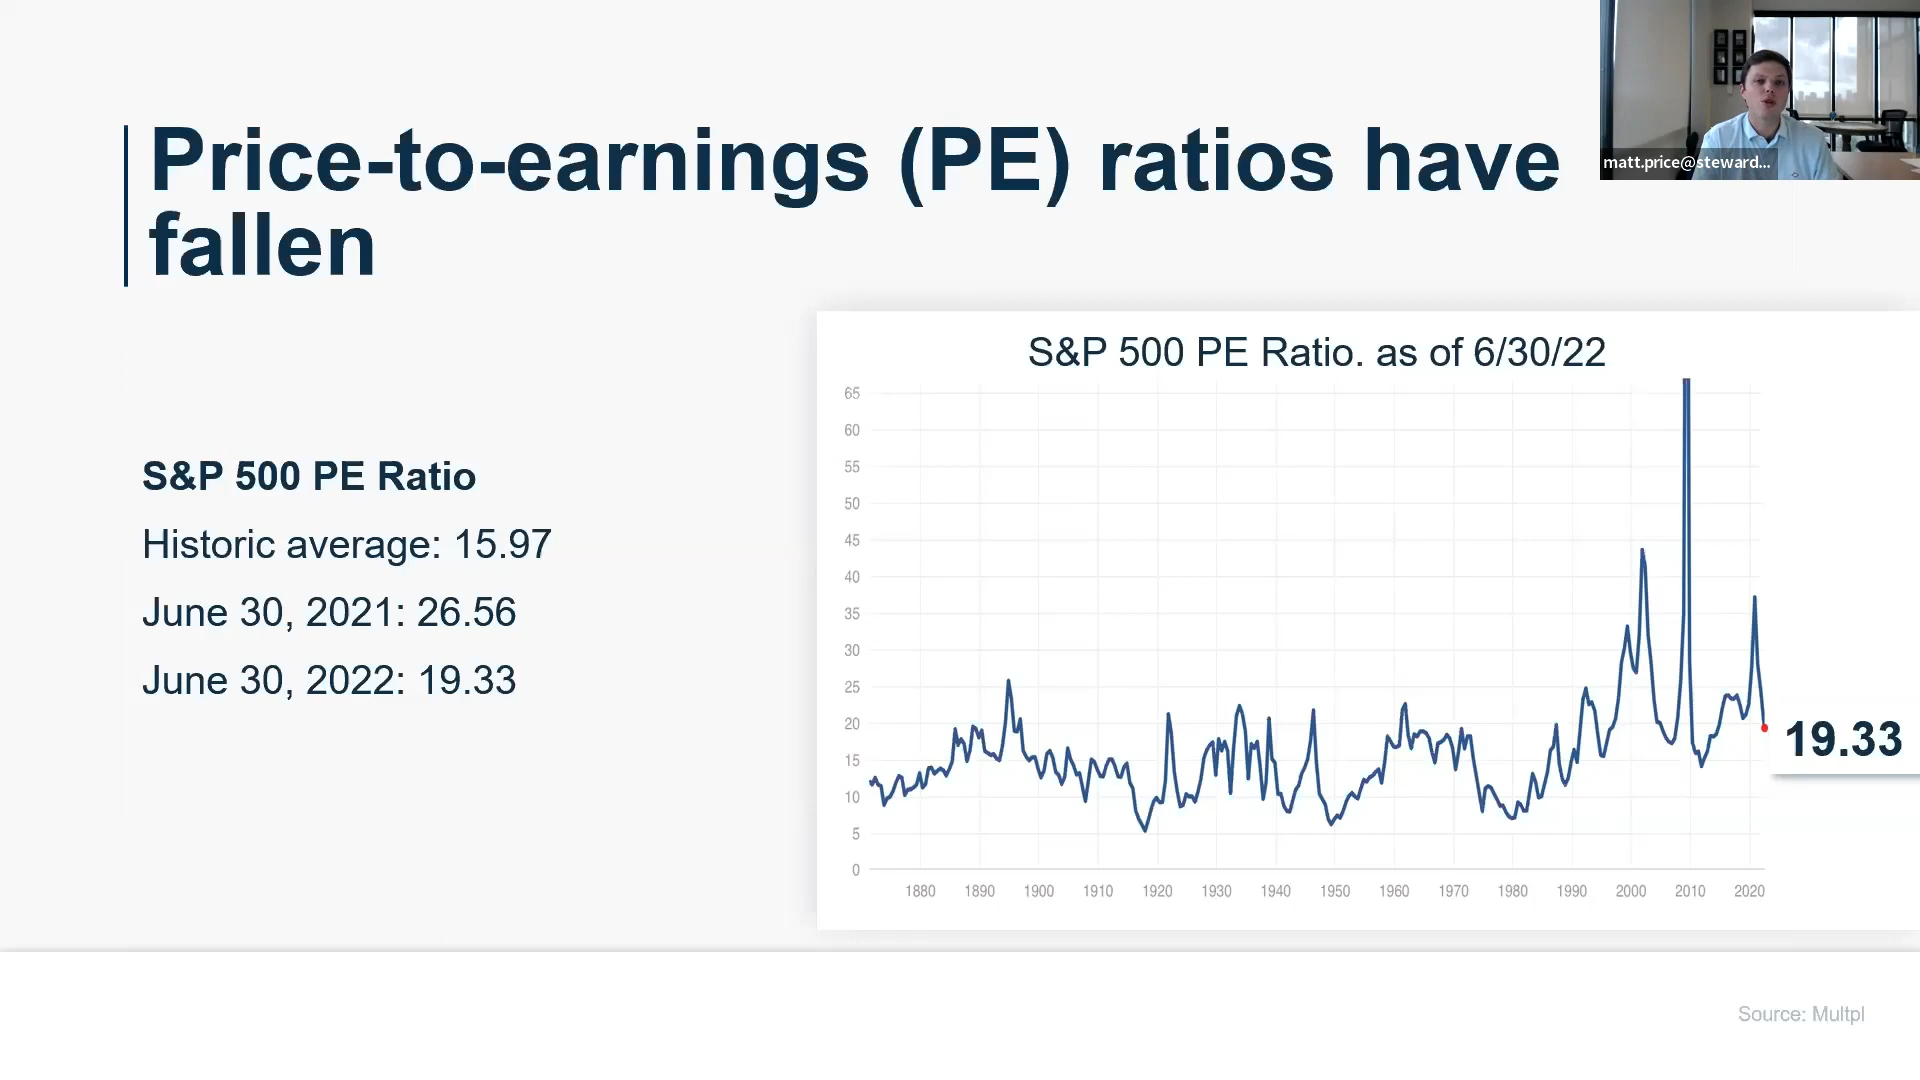 Price-to-earnings (PE) ratios have
fallen
matt.price@steward...
S&P 500 PE Ratio
Historic average: 15.97
June 30, 2021: 26.56
June 30, 2022: 19.33
S&P 500 PE Ratio. as of 6/30/22
65
60
55
50
45
40
35
30
25
20
15
10
5
0
1880 1890 1900 1910 1920 1930 1940 1950 1960 1970 1980 1990 2000 2010 2020
19.33
Source: Multpl